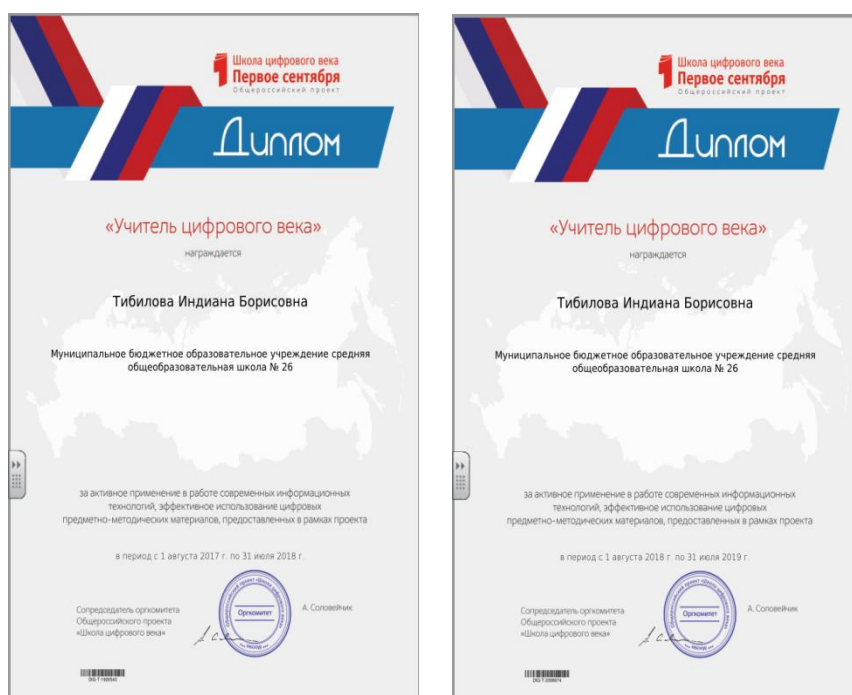 Школа цифрового века
Первое сентября
Общероссийский проект
Диплом
«Учитель цифрового века»
награждается
Тибилова Индиана Борисовна
Муниципальное бюджетное образовательное учреждение средняя
общеобразовательная школа № 26
за активное применение в работе современных информационных
технологий, эффективное использование цифровых
предметно-методических материалов, предоставленных в рамках проекта
в период с 1 августа 2017 г. по 31 июля 2018 г.
Сопредседатель оргкомитета
Общероссийского проекта
«Школа цифрового века»
Оргкомитет
А. Соловейчик
Школа цифрового века
Первое сентября
Общероссийский проект
Диплом
«Учитель цифрового века»
награждается
Тибилова Индиана Борисовна
Муниципальное бюджетное образовательное учреждение средняя
общеобразовательная школа № 26
за активное применение в работе современных информационных
технологий, эффективное использование цифровых
предметно-методических материалов, предоставленных в рамках проекта
в период с 1 августа 2018 г. по 31 июля 2019 г.
Сопредседатель оргкомитета
Общероссийского проекта
«Школа цифрового века»
Оргкомитет
А. Соловейчик